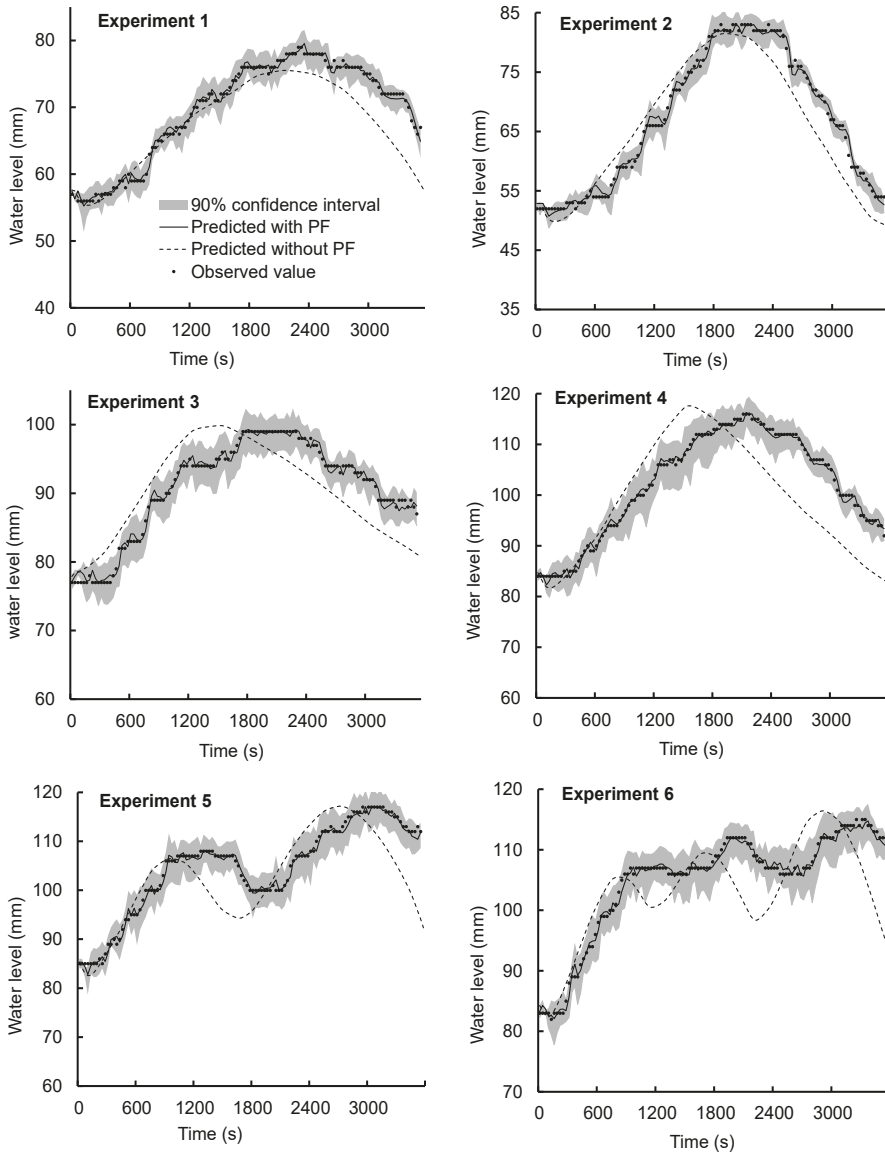 Experiment 1
80
70
60
50
40
Water level (mm)
90% confidence interval
Predicted with PF
Predicted without PF
Observed value
0 600 1200 1800 2400 3000
Time (s)
Experiment 2
85
75
65
55
45
35
Water level (mm)
0 600 1200 1800 2400 3000
Time (s)
Experiment 3
100
90
80
70
60
water level (mm)
0 600 1200 1800 2400 3000
Time (s)
Experiment 4
120
110
100
90
80
70
60
Water level (mm)
0 600 1200 1800 2400 3000
Time (s)
Experiment 5
120
110
100
90
80
70
60
Water level (mm)
0 600 1200 1800 2400 3000
Time (s)
Experiment 6
120
110
100
90
80
70
Water level (mm)
0 600 1200 1800 2400 3000
Time (s)